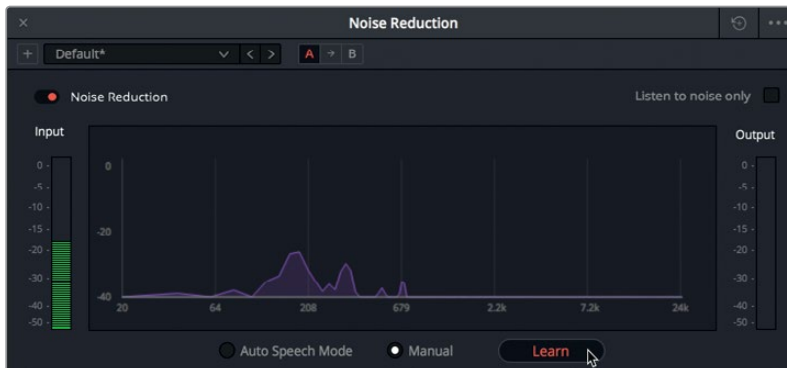 Noise Reduction
Default*
A
B
Noise Reduction
Listen to noise only
Input
Output
0 -
-5 -
-10 -
-15 -
-20 -
-30 -
-40 -
-50 -
0
-20
-40
20
64
208
679
2.2k
7.2k
24k
0 -
-5 -
-10 -
-15 -
-20 -
-30 -
-40 -
-50 -
Auto Speech Mode
Manual
Learn